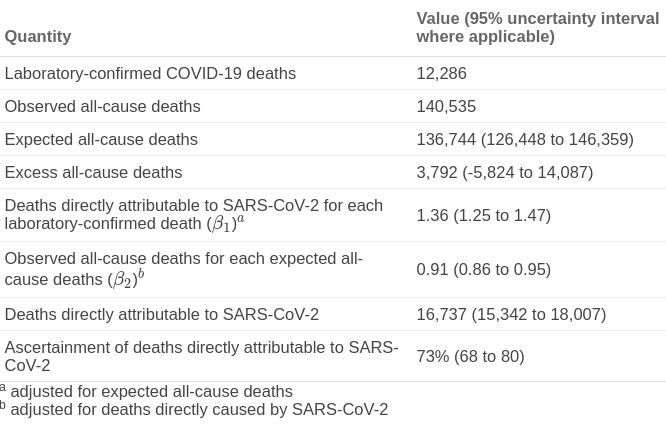 Quantity
Value (95% uncertainty interval
where applicable)
Laboratory-confirmed COVID-19 deaths
12,286
Observed all-cause deaths
140,535
Expected all-cause deaths
136,744 (126,448 to 146,359)
Excess all-cause deaths
3,792 (-5,824 to 14,087)
Deaths directly attributable to SARS-CoV-2 for each
laboratory-confirmed death (β₁)ᵃ
1.36 (1.25 to 1.47)
Observed all-cause deaths for each expected all-
cause deaths (β₂)ᵇ
0.91 (0.86 to 0.95)
Deaths directly attributable to SARS-CoV-2
16,737 (15,342 to 18,007)
Ascertainment of deaths directly attributable to SARS-
CoV-2
73% (68 to 80)
ᵃ adjusted for expected all-cause deaths
ᵇ adjusted for deaths directly caused by SARS-CoV-2